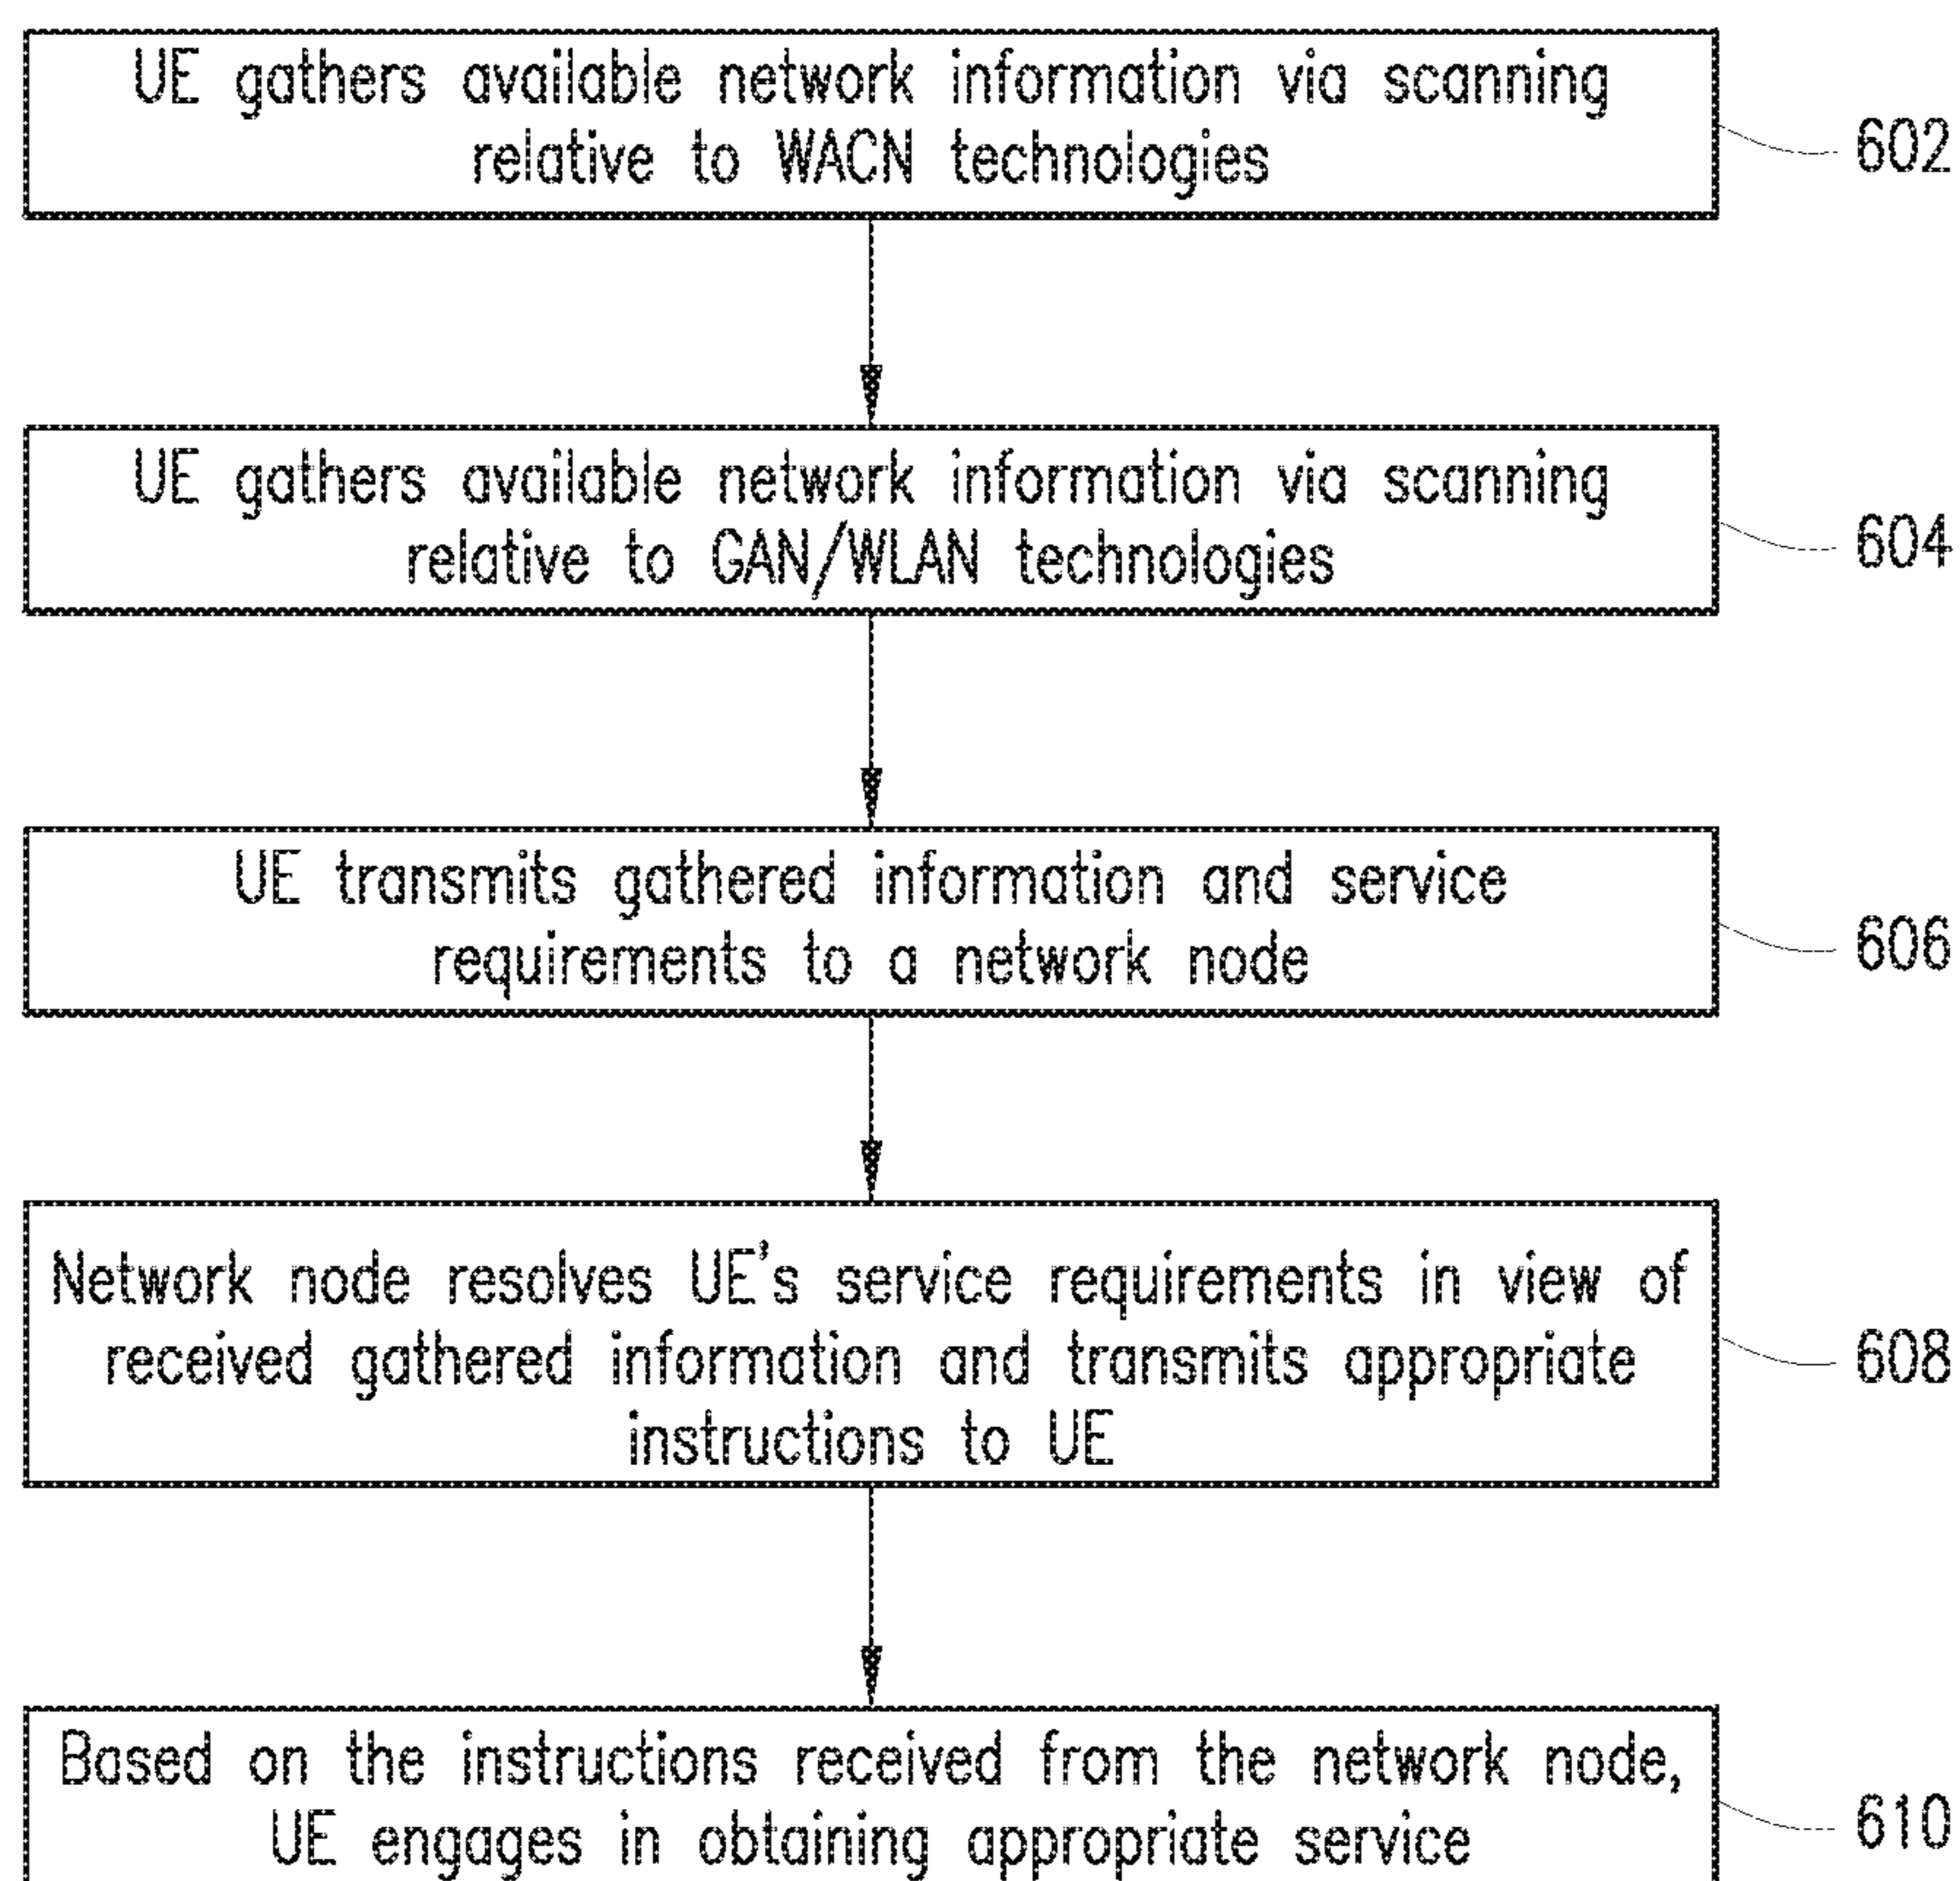 UE gathers available network information via scanning
relative to WACN technologies
602
UE gathers available network information via scanning
relative to GAN/WLAN technologies
604
UE transmits gathered information and service
requirements to a network node
606
Network node resolves UE's service requirements in view of
received gathered information and transmits appropriate
instructions to UE
608
Based on the instructions received from the network node,
UE engages in obtaining appropriate service
610